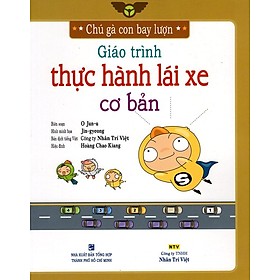 Chú gà con bay lượn
Giáo trình
thực hành lái xe
cơ bản
Biên soạn O Jun-u
Hình minh họa Jin-gyeong
Bản dịch tiếng Việt Công ty Nhân Trí Việt
Hiệu đính Hoàng Chao Kiang
S
NHÀ XUẤT BẢN TỔNG HỢP
THÀNH PHỐ HỒ CHÍ MINH
NTV
Công ty TNHH
Nhân Trí Việt